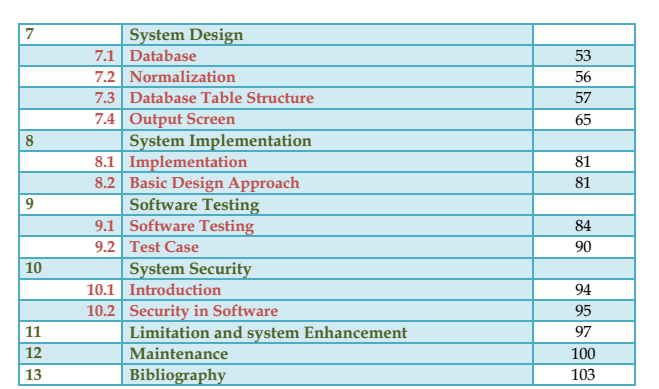 7 System Design
7.1 Database 53
7.2 Normalization 56
7.3 Database Table Structure 57
7.4 Output Screen 65
8 System Implementation
8.1 Implementation 81
8.2 Basic Design Approach 81
9 Software Testing
9.1 Software Testing 84
9.2 Test Case 90
10 System Security
10.1 Introduction 94
10.2 Security in Software 95
11 Limitation and system Enhancement 97
12 Maintenance 100
13 Bibliography 103